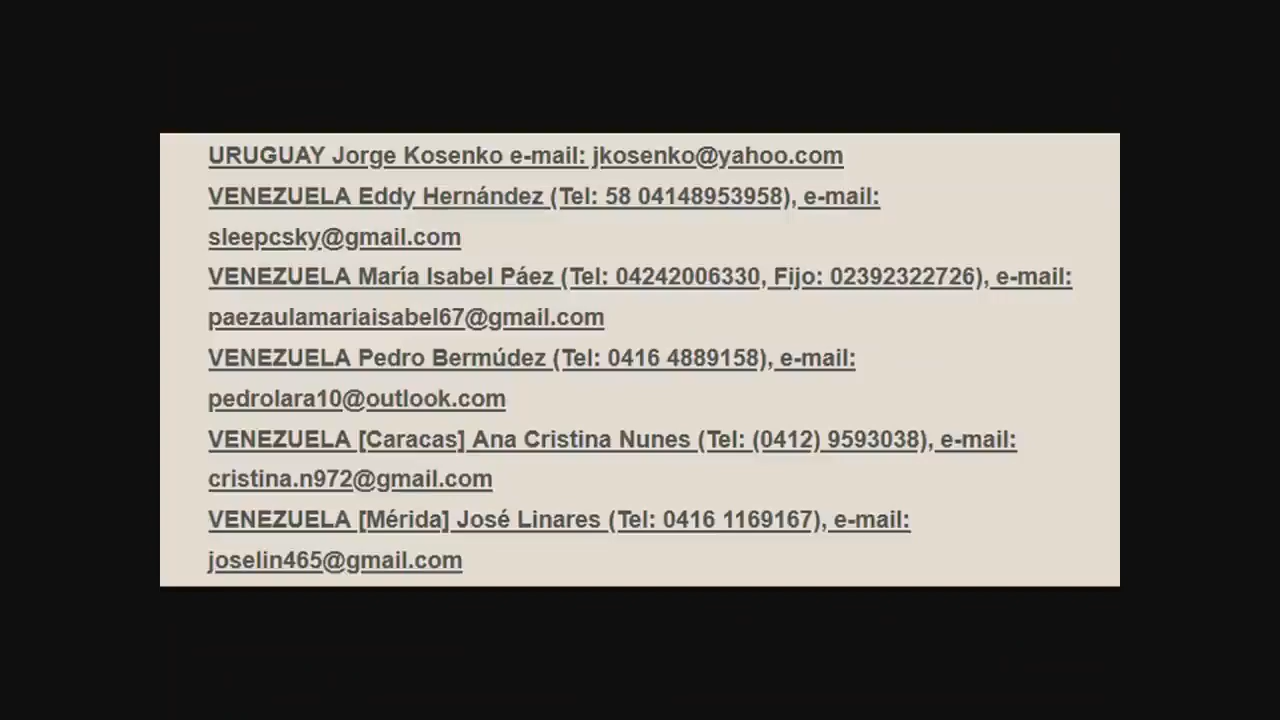 URUGUAY Jorge Kosenko e-mail: jkosenko@yahoo.com
VENEZUELA Eddy Hernández (Tel: 58 04148953958), e-mail:
sleepcsky@gmail.com
VENEZUELA María Isabel Páez (Tel: 04242006330, Fijo: 02392322726), e-mail:
paezaulamariaisabel67@gmail.com
VENEZUELA Pedro Bermúdez (Tel: 0416 4889158), e-mail:
pedrolara10@outlook.com
VENEZUELA [Caracas] Ana Cristina Nunes (Tel: (0412) 9593038), e-mail:
cristina.n972@gmail.com
VENEZUELA [Mérida] José Linares (Tel: 0416 1169167), e-mail:
joselin465@gmail.com